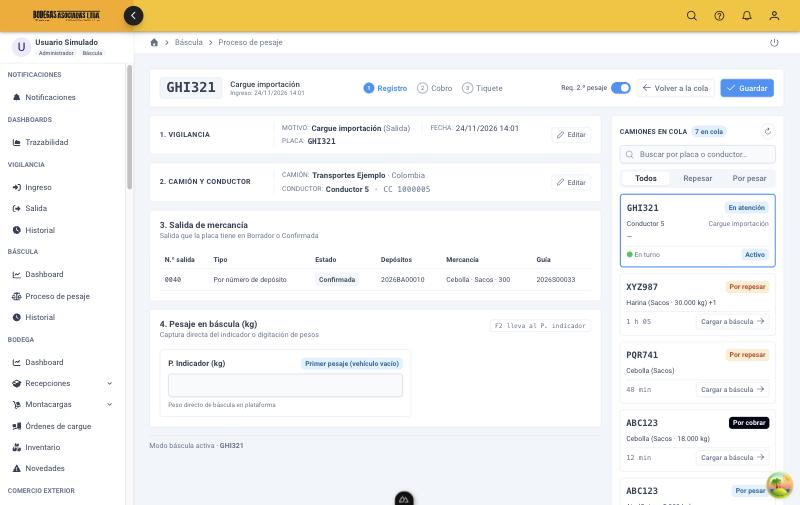 BODEGAS ASOCIADAS LTDA
U
Usuario Simulado
Administrador Báscula
NOTIFICACIONES
Notificaciones
DASHBOARDS
Trazabilidad
VIGILANCIA
Ingreso
Salida
Historial
BÁSCULA
Dashboard
Proceso de pesaje
Historial
BODEGA
Dashboard
Recepciones
Montacargas
Órdenes de cargue
Inventario
Novedades
COMERCIO EXTERIOR
Báscula > Proceso de pesaje
GHI321
Cargue importación
Ingreso: 24/11/2026 14:01
1 Registro
2 Cobro
3 Tiquete
Req. 2.º pesaje
Volver a la cola
Guardar
1. VIGILANCIA
MOTIVO: Cargue importación (Salida)
FECHA: 24/11/2026 14:01
PLACA: GHI321
Editar
2. CAMIÓN Y CONDUCTOR
CAMIÓN: Transportes Ejemplo · Colombia
CONDUCTOR: Conductor 5 · CC 1000005
Editar
3. Salida de mercancía
Salida que la placa tiene en Borrador o Confirmada
N.º salida Tipo Estado Depósitos Mercancía Guía
0040 Por número de depósito Confirmada 2026BA00010 Cebolla · Sacos · 300 2026S00033
4. Pesaje en báscula (kg)
Captura directa del indicador o digitación de pesos
F2 lleva al P. indicador
P. Indicador (kg)
Primer pesaje (vehículo vacío)
Peso directo de báscula en plataforma
Modo báscula activa · GHI321
CAMIONES EN COLA 7 en cola
Buscar por placa o conductor...
Todos Repesar Por pesar
GHI321 En atención
Conductor 5 Cargue importación
—
En turno Activo
XYZ987 Por repesar
Harina (Sacos · 30.000 kg) +1
1 h 05 Cargar a báscula
PQR741 Por repesar
Cebolla (Sacos)
48 min Cargar a báscula
ABC123 Por cobrar
Cebolla (Sacos · 18.000 kg)
12 min Cargar a báscula
ABC123 Por pesar